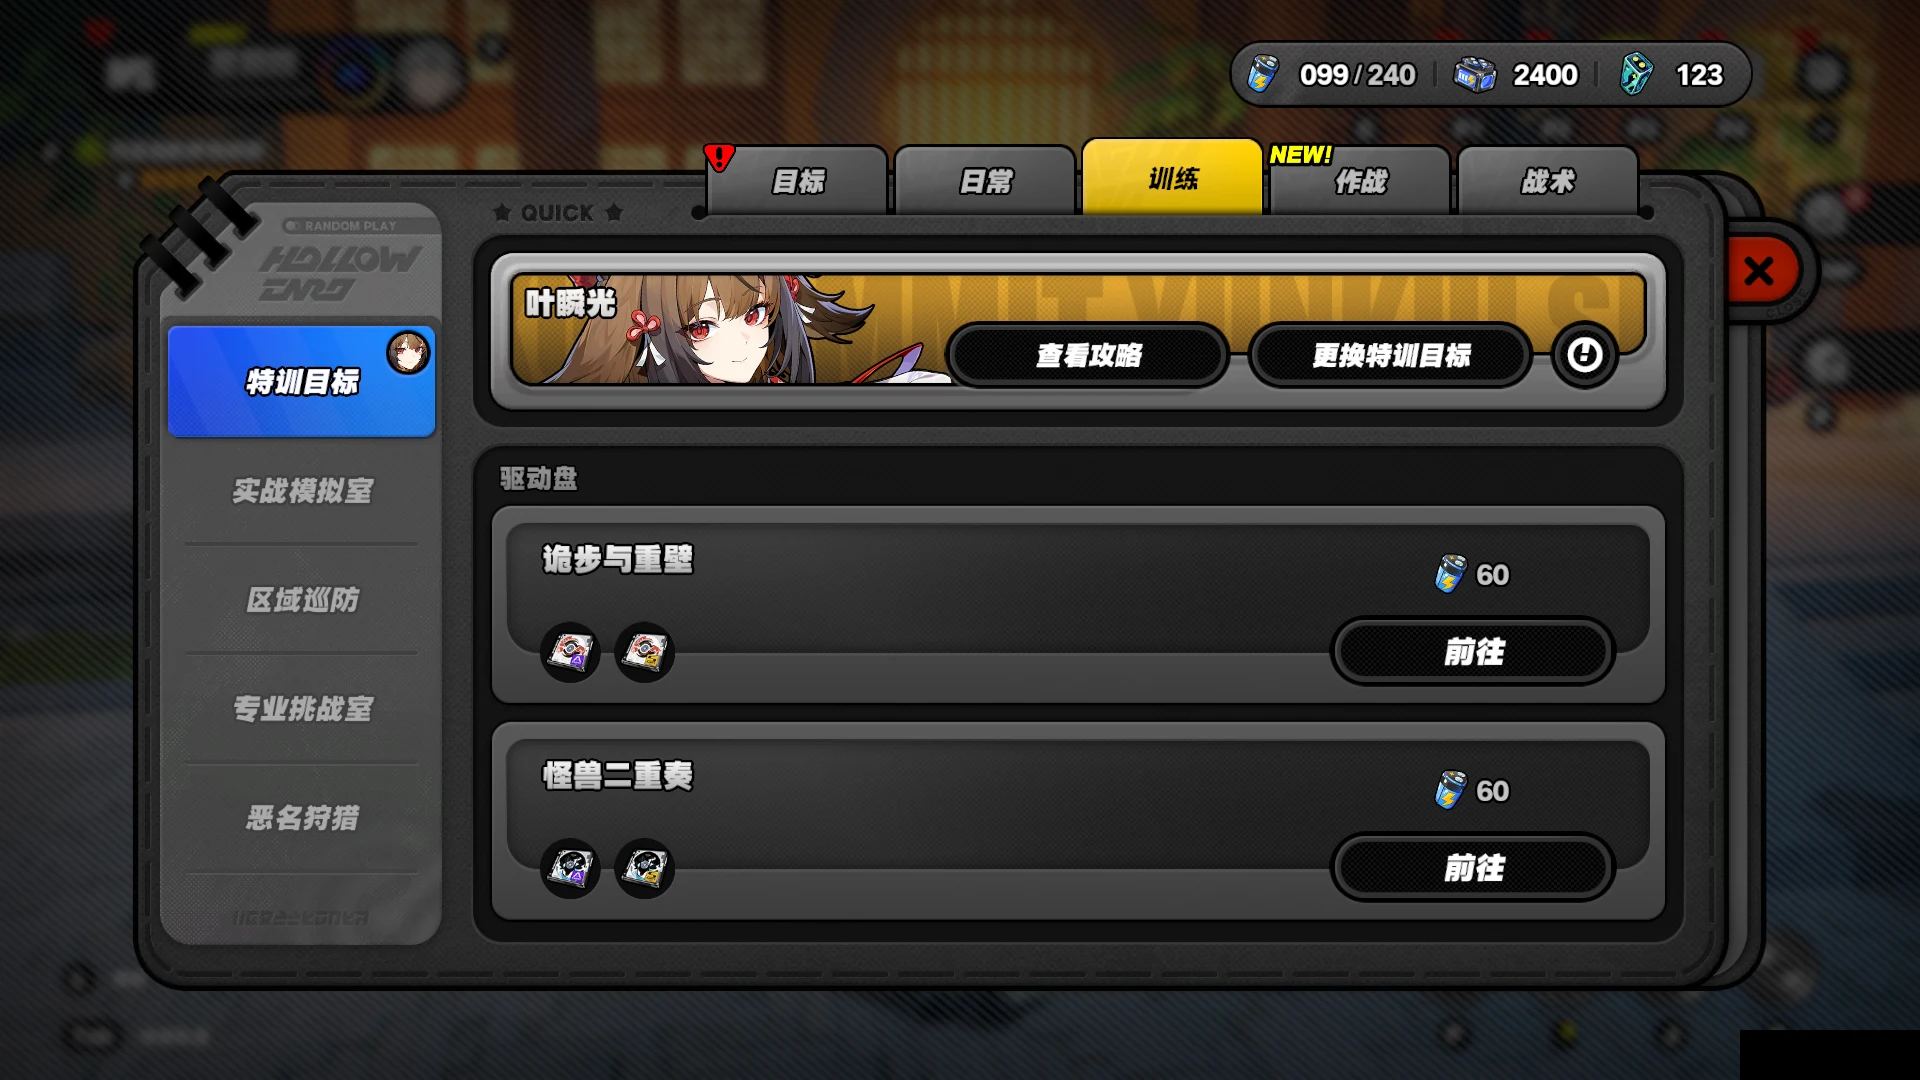 099/240
2400
123
目标
日常
训练
NEW!
作战
战术
★ QUICK ★
RANDOM PLAY
HOLLOW
ZERO
特训目标
实战模拟室
区域巡防
专业挑战室
恶名狩猎
叶瞬光
查看攻略
更换特训目标
驱动盘
诡步与重壁
60
前往
怪兽二重奏
60
前往